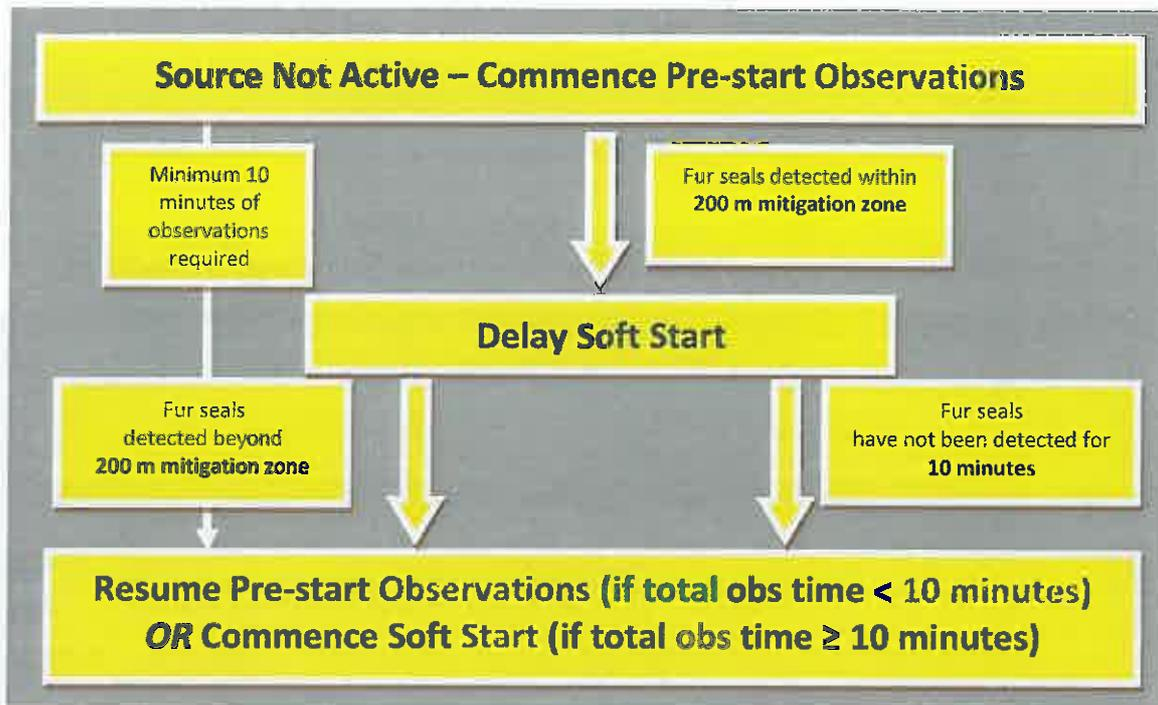 Source Not Active – Commence Pre-start Observations
Minimum 10
minutes of
observations
required
Fur seals detected within
200 m mitigation zone
Delay Soft Start
Fur seals
detected beyond
200 m mitigation zone
Fur seals
have not been detected for
10 minutes
Resume Pre-start Observations (if total obs time < 10 minutes)
OR Commence Soft Start (if total obs time ≥ 10 minutes)